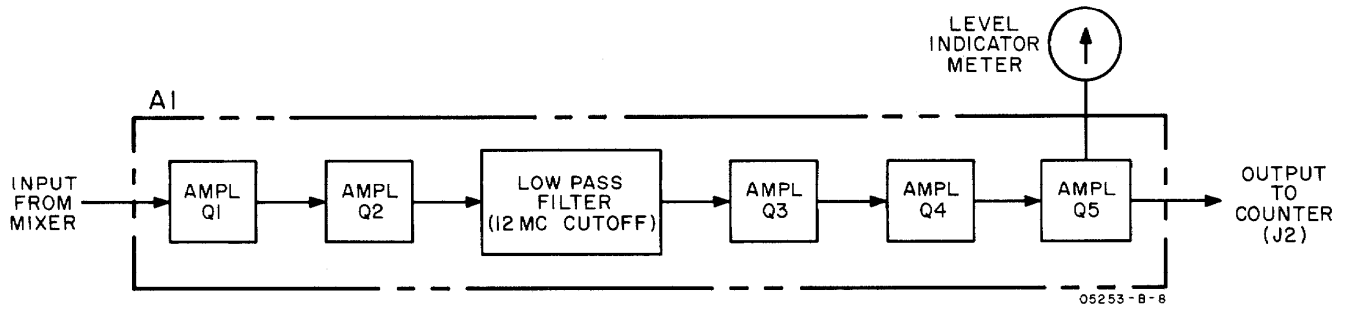 LEVEL
INDICATOR
METER
A1
INPUT
FROM
MIXER
AMPL
Q1
AMPL
Q2
LOW PASS
FILTER
(12 MC CUTOFF)
AMPL
Q3
AMPL
Q4
AMPL
Q5
OUTPUT
TO
COUNTER
(J2)
05253-B-8